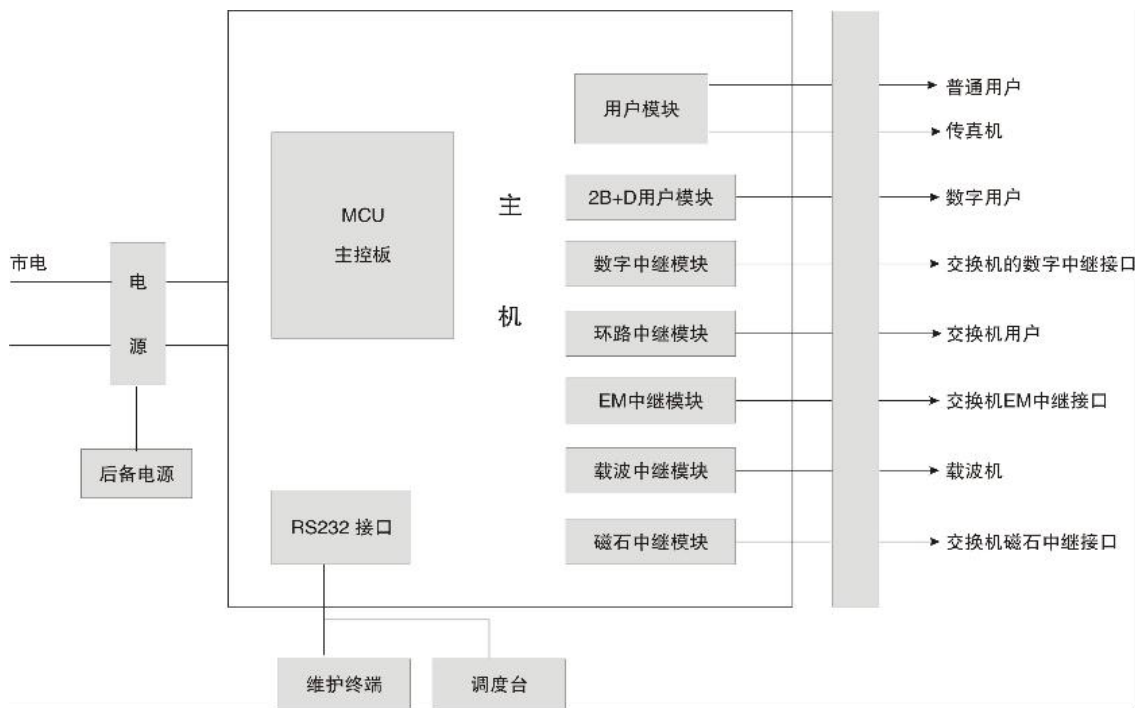 普通用户
用户模块
传真机
MCU
主控板
主
机
2B+D用户模块
数字用户
市电
电
源
数字中继模块
交换机的数字中继接口
环路中继模块
交换机用户
EM中继模块
交换机EM中继接口
后备电源
载波中继模块
载波机
RS232 接口
磁石中继模块
交换机磁石中继接口
维护终端
调度台